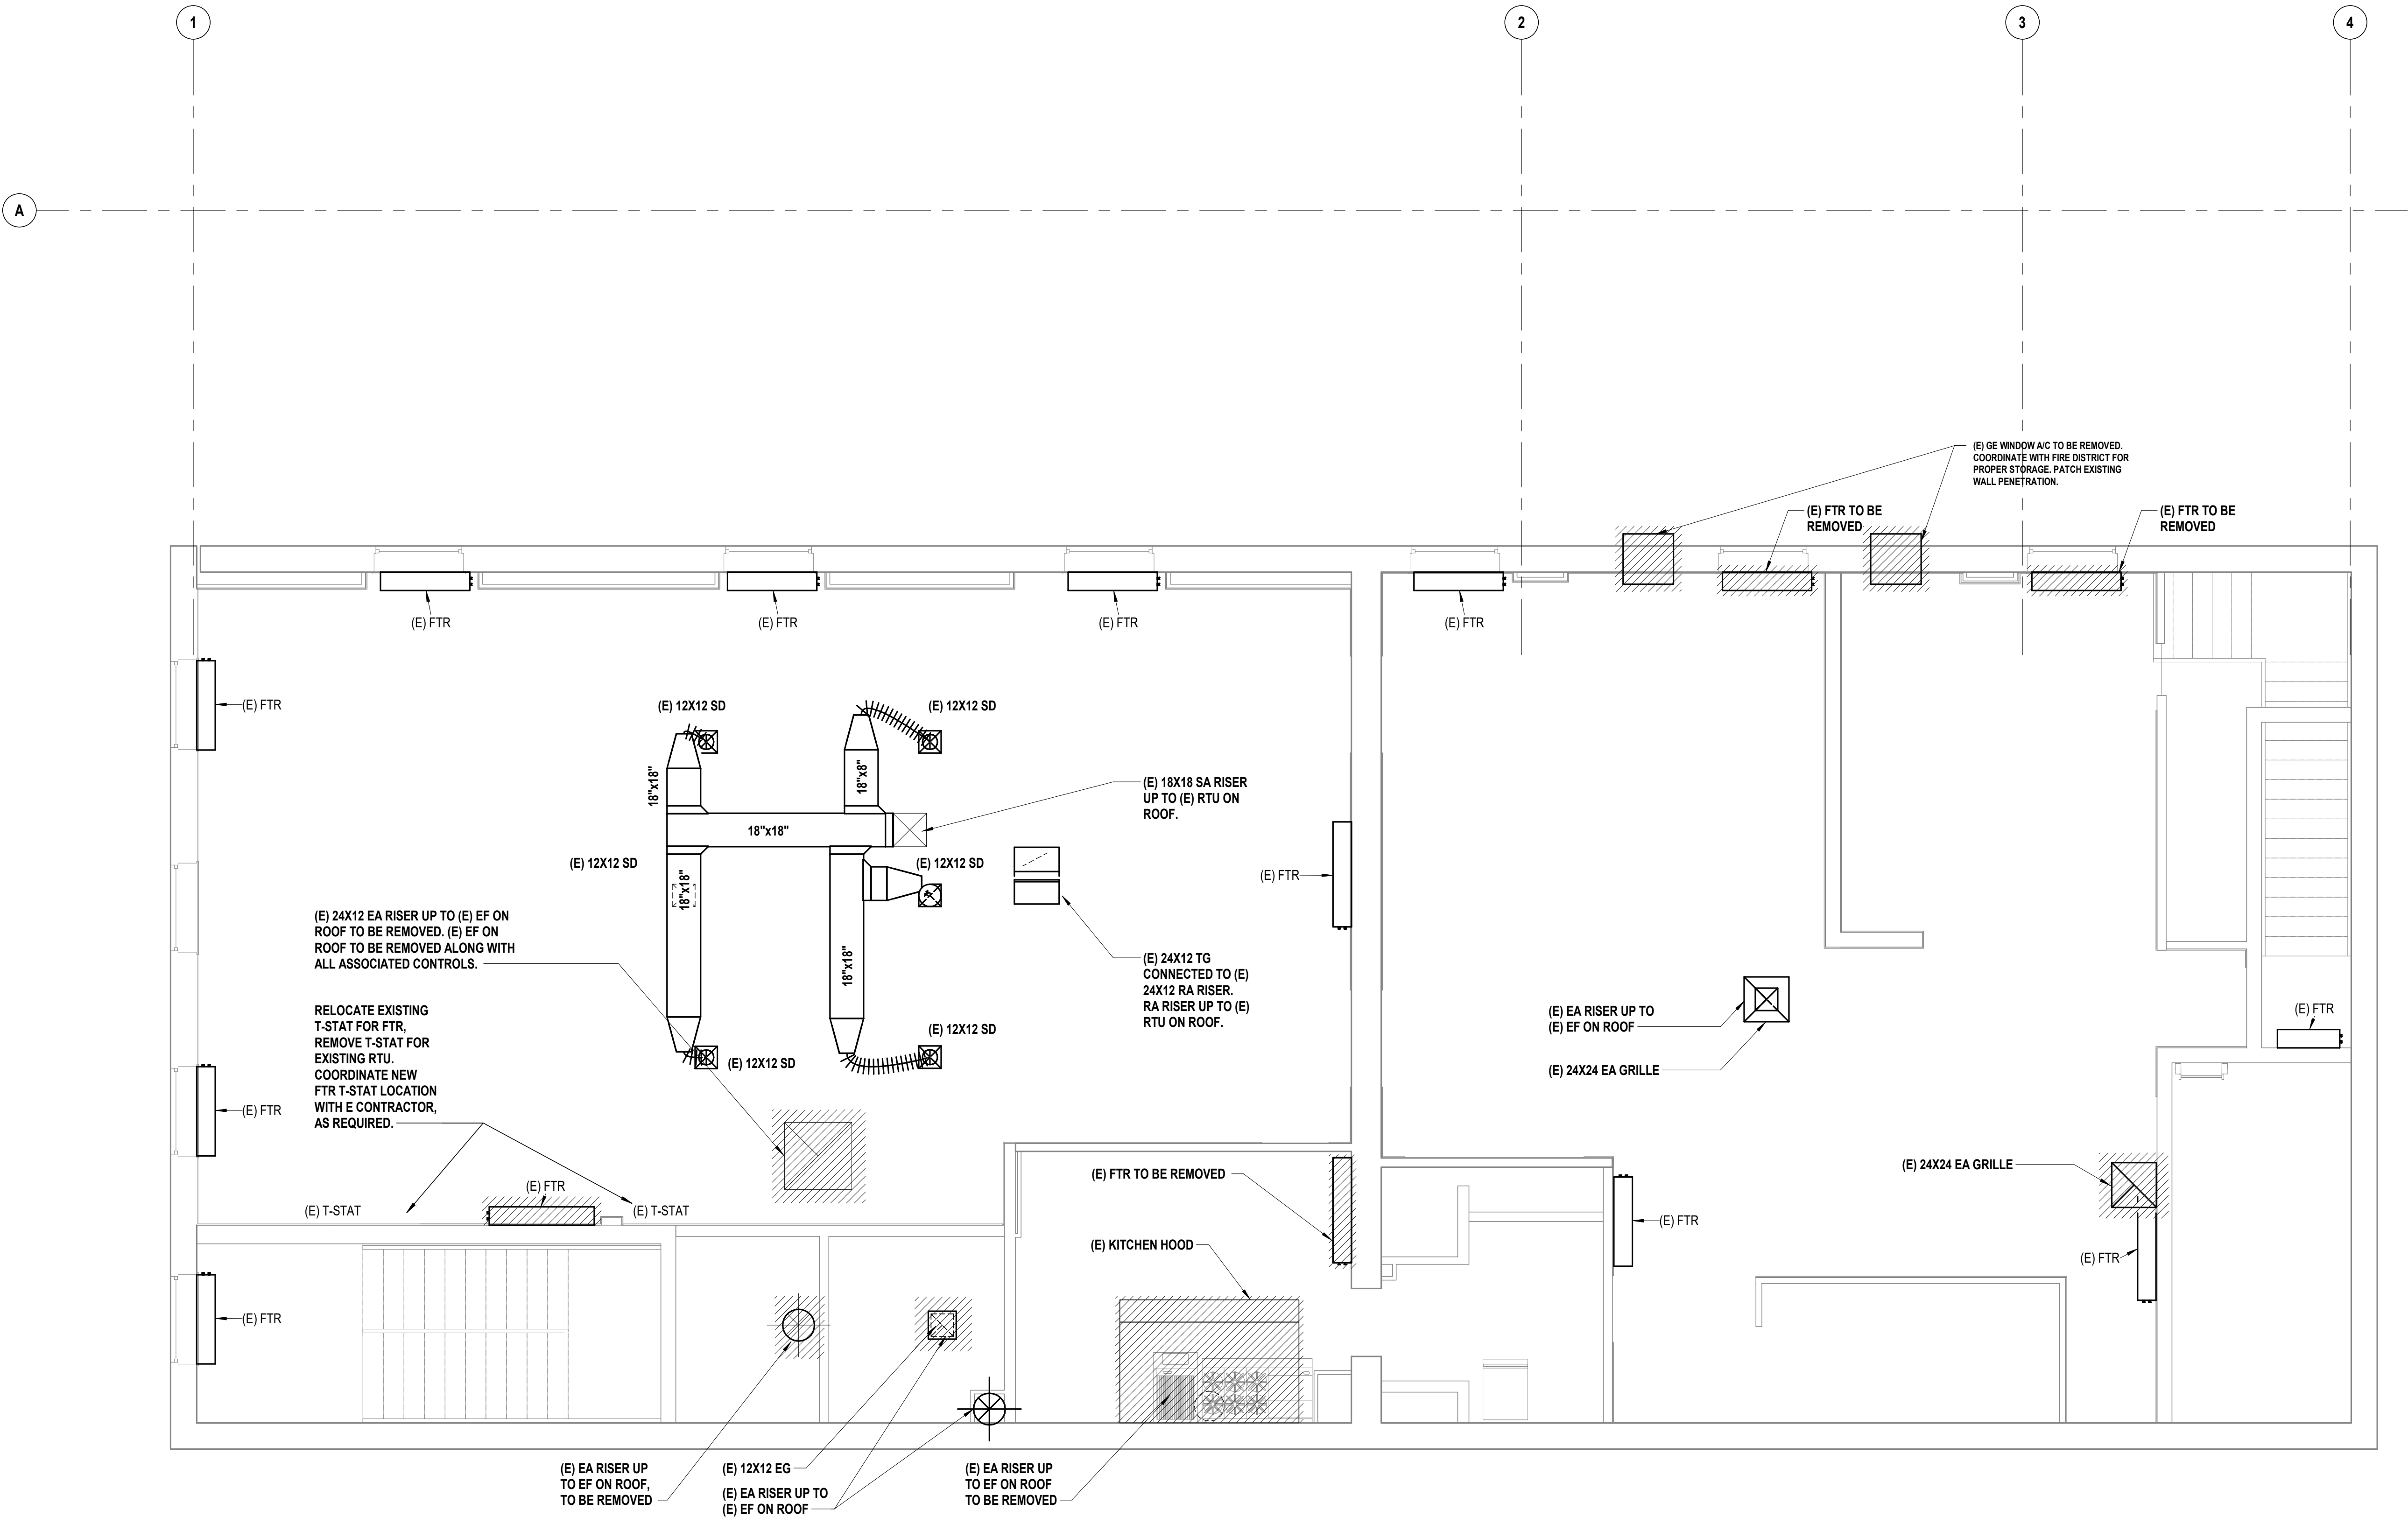 1
2
3
4
A
(E) GE WINDOW A/C TO BE REMOVED.
COORDINATE WITH FIRE DISTRICT FOR
PROPER STORAGE. PATCH EXISTING
WALL PENETRATION.
(E) FTR TO BE
REMOVED
(E) FTR TO BE
REMOVED
(E) FTR
(E) FTR
(E) FTR
(E) FTR
(E) FTR
(E) 12X12 SD
(E) 12X12 SD
18"x18"
18"x8"
(E) 18X18 SA RISER
UP TO (E) RTU ON
ROOF.
18"x18"
(E) 12X12 SD
(E) 12X12 SD
18"x18"
(E) FTR
(E) 24X12 EA RISER UP TO (E) EF ON
ROOF TO BE REMOVED. (E) EF ON
ROOF TO BE REMOVED ALONG WITH
ALL ASSOCIATED CONTROLS.
18"x18"
(E) 24X12 TG
CONNECTED TO (E)
24X12 RA RISER.
RA RISER UP TO (E)
RTU ON ROOF.
(E) EA RISER UP TO
(E) EF ON ROOF
(E) FTR
RELOCATE EXISTING
T-STAT FOR FTR,
REMOVE T-STAT FOR
EXISTING RTU.
COORDINATE NEW
FTR T-STAT LOCATION
WITH E CONTRACTOR,
AS REQUIRED.
(E) 12X12 SD
(E) 12X12 SD
(E) 24X24 EA GRILLE
(E) FTR
(E) FTR TO BE REMOVED
(E) 24X24 EA GRILLE
(E) FTR
(E) T-STAT
(E) T-STAT
(E) FTR
(E) KITCHEN HOOD
(E) FTR
(E) FTR
(E) EA RISER UP
TO EF ON ROOF,
TO BE REMOVED
(E) 12X12 EG
(E) EA RISER UP TO
(E) EF ON ROOF
(E) EA RISER UP
TO EF ON ROOF
TO BE REMOVED